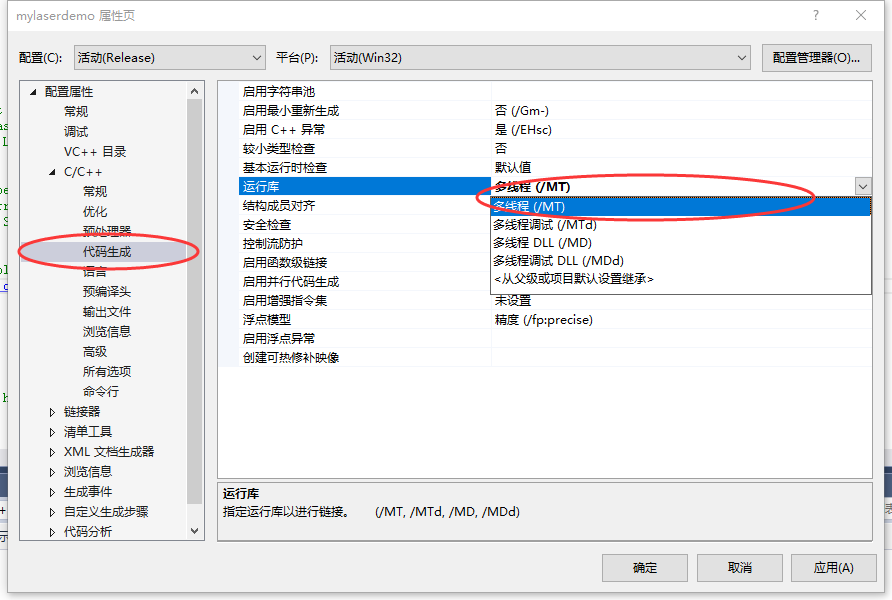 mylaserdemo 属性页
配置(C):
活动(Release)
平台(P):
活动(Win32)
配置管理器(O)...
配置属性
常规
调试
VC++ 目录
C/C++
常规
优化
预处理器
代码生成
语言
预编译头
输出文件
浏览信息
高级
所有选项
命令行
链接器
清单工具
XML 文档生成器
浏览信息
生成事件
自定义生成步骤
代码分析
启用字符串池
启用最小重新生成 否 (/Gm-)
启用 C++ 异常 是 (/EHsc)
较小类型检查 否
基本运行时检查 默认值
运行库 多线程 (/MT)
结构成员对齐
安全检查
控制流防护
启用函数级链接
启用并行代码生成
启用增强指令集 未设置
浮点模型 精度 (/fp:precise)
启用浮点异常
创建可热修补映像
多线程 (/MT)
多线程调试 (/MTd)
多线程 DLL (/MD)
多线程调试 DLL (/MDd)
<从父级或项目默认设置继承>
运行库
指定运行库以进行链接。 (/MT, /MTd, /MD, /MDd)
确定
取消
应用(A)